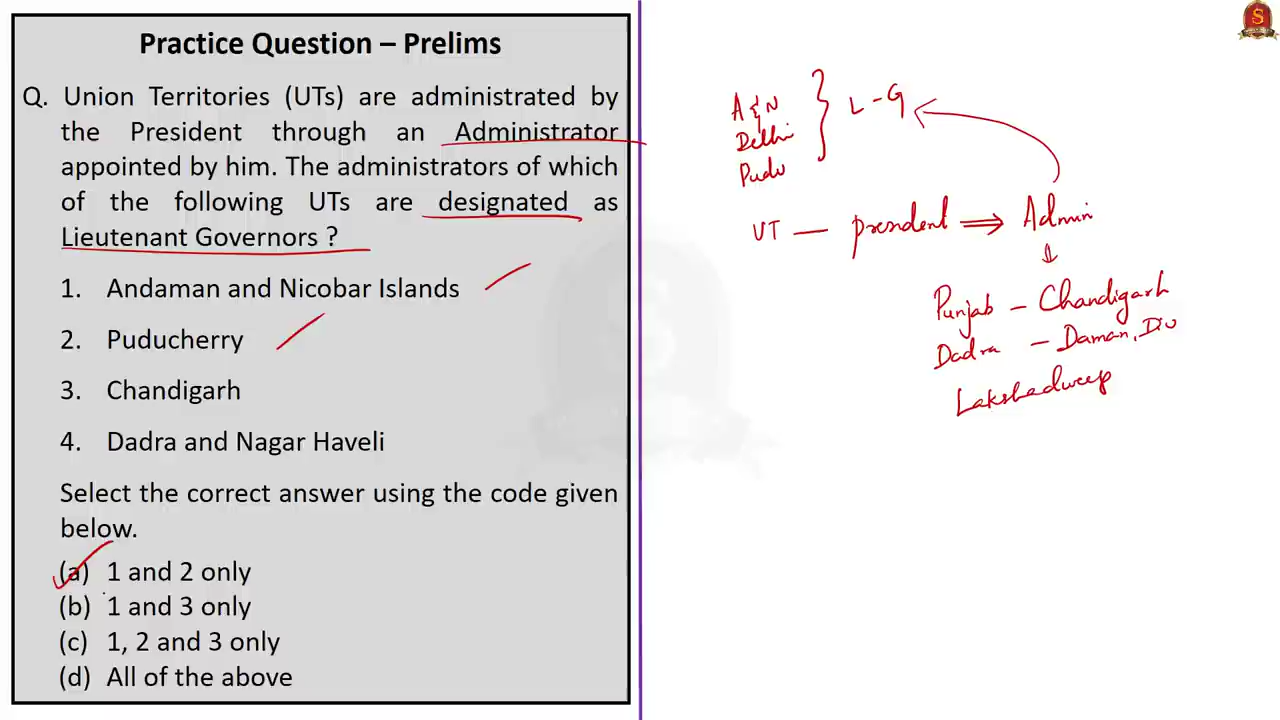 Practice Question – Prelims
Q. Union Territories (UTs) are administrated by
the President through an Administrator
appointed by him. The administrators of which
of the following UTs are designated as
Lieutenant Governors ?
1. Andaman and Nicobar Islands
2. Puducherry
3. Chandigarh
4. Dadra and Nagar Haveli
Select the correct answer using the code given
below.
(a) 1 and 2 only
(b) 1 and 3 only
(c) 1, 2 and 3 only
(d) All of the above
A & N
Delhi
Pudu
L-G
UT — president ⇒ Admin
Punjab - Chandigarh
Dadra - Daman, Diu
Lakshadweep
S